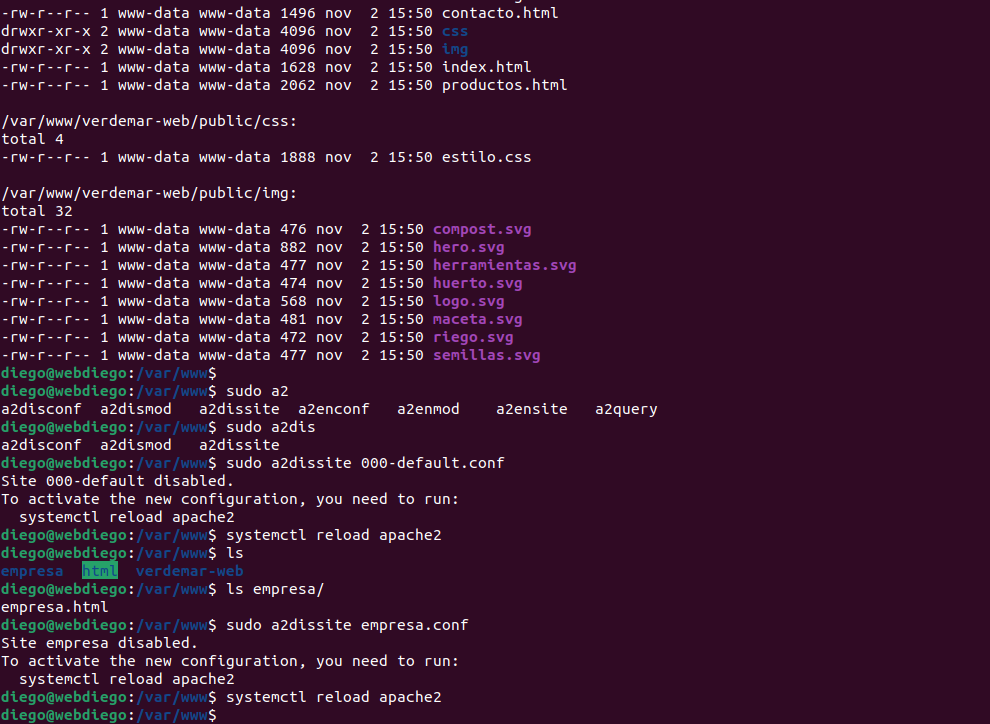 -rw-r--r-- 1 www-data www-data 1496 nov  2 15:50 contacto.html
drwxr-xr-x 2 www-data www-data 4096 nov  2 15:50 css
drwxr-xr-x 2 www-data www-data 4096 nov  2 15:50 img
-rw-r--r-- 1 www-data www-data 1628 nov  2 15:50 index.html
-rw-r--r-- 1 www-data www-data 2062 nov  2 15:50 productos.html

/var/www/verdemar-web/public/css:
total 4
-rw-r--r-- 1 www-data www-data 1888 nov  2 15:50 estilo.css

/var/www/verdemar-web/public/img:
total 32
-rw-r--r-- 1 www-data www-data 476 nov  2 15:50 compost.svg
-rw-r--r-- 1 www-data www-data 882 nov  2 15:50 hero.svg
-rw-r--r-- 1 www-data www-data 477 nov  2 15:50 herramientas.svg
-rw-r--r-- 1 www-data www-data 474 nov  2 15:50 huerto.svg
-rw-r--r-- 1 www-data www-data 568 nov  2 15:50 logo.svg
-rw-r--r-- 1 www-data www-data 481 nov  2 15:50 maceta.svg
-rw-r--r-- 1 www-data www-data 472 nov  2 15:50 riego.svg
-rw-r--r-- 1 www-data www-data 477 nov  2 15:50 semillas.svg
diego@webdiego:/var/www$
diego@webdiego:/var/www$ sudo a2
a2disconf  a2dismod   a2dissite  a2enconf   a2enmod    a2ensite   a2query
diego@webdiego:/var/www$ sudo a2dis
a2disconf  a2dismod   a2dissite
diego@webdiego:/var/www$ sudo a2dissite 000-default.conf
Site 000-default disabled.
To activate the new configuration, you need to run:
  systemctl reload apache2
diego@webdiego:/var/www$ systemctl reload apache2
diego@webdiego:/var/www$ ls
empresa  html  verdemar-web
diego@webdiego:/var/www$ ls empresa/
empresa.html
diego@webdiego:/var/www$ sudo a2dissite empresa.conf
Site empresa disabled.
To activate the new configuration, you need to run:
  systemctl reload apache2
diego@webdiego:/var/www$ systemctl reload apache2
diego@webdiego:/var/www$